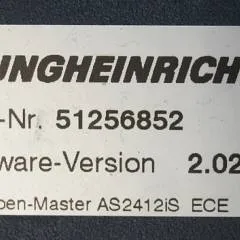 UNGHEINRICH
-Nr. 51256852
ware-Version 2.02
pen-Master AS2412iS ECE